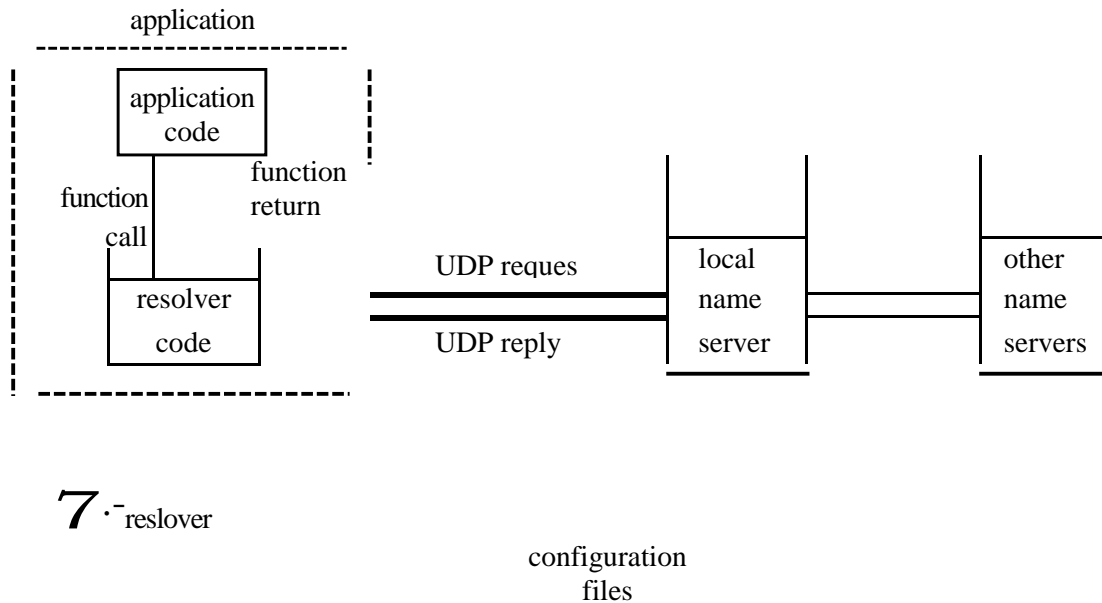 application
application
code
function
return
function
call
resolver
code
UDP reques
UDP reply
local
name
server
other
name
servers
7.-reslover
configuration
files